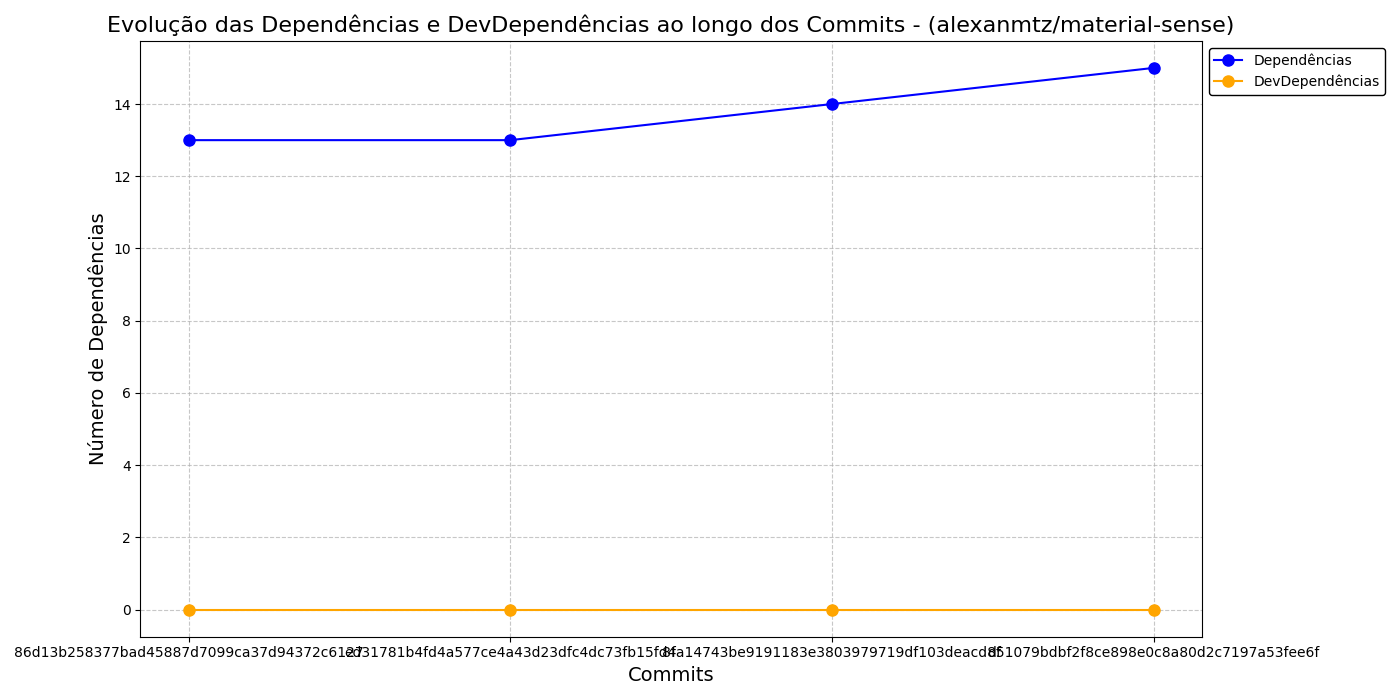 Evolução das Dependências e DevDependências ao longo dos Commits - (alexanmtz/material-sense)
Dependências
DevDependências
Número de Dependências
14
12
10
8
6
4
2
0
Commits